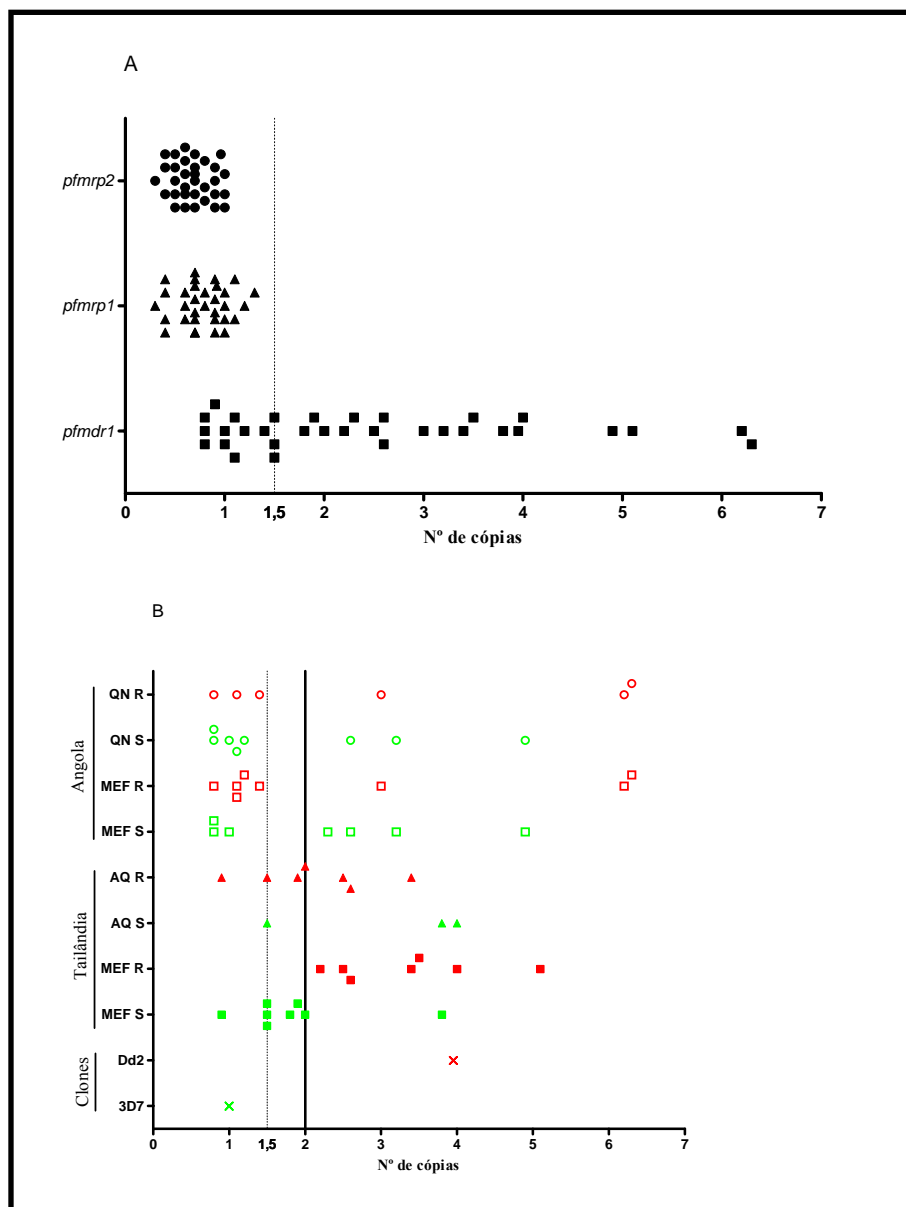 A
pfmrp2
pfmrp1
pfmdr1
0 1 1,5 2 3 4 5 6 7
Nº de cópias
B
Angola
QN R
QN S
MEF R
MEF S
Tailândia
AQ R
AQ S
MEF R
MEF S
Clones
Dd2
3D7
0 1 1,5 2 3 4 5 6 7
Nº de cópias